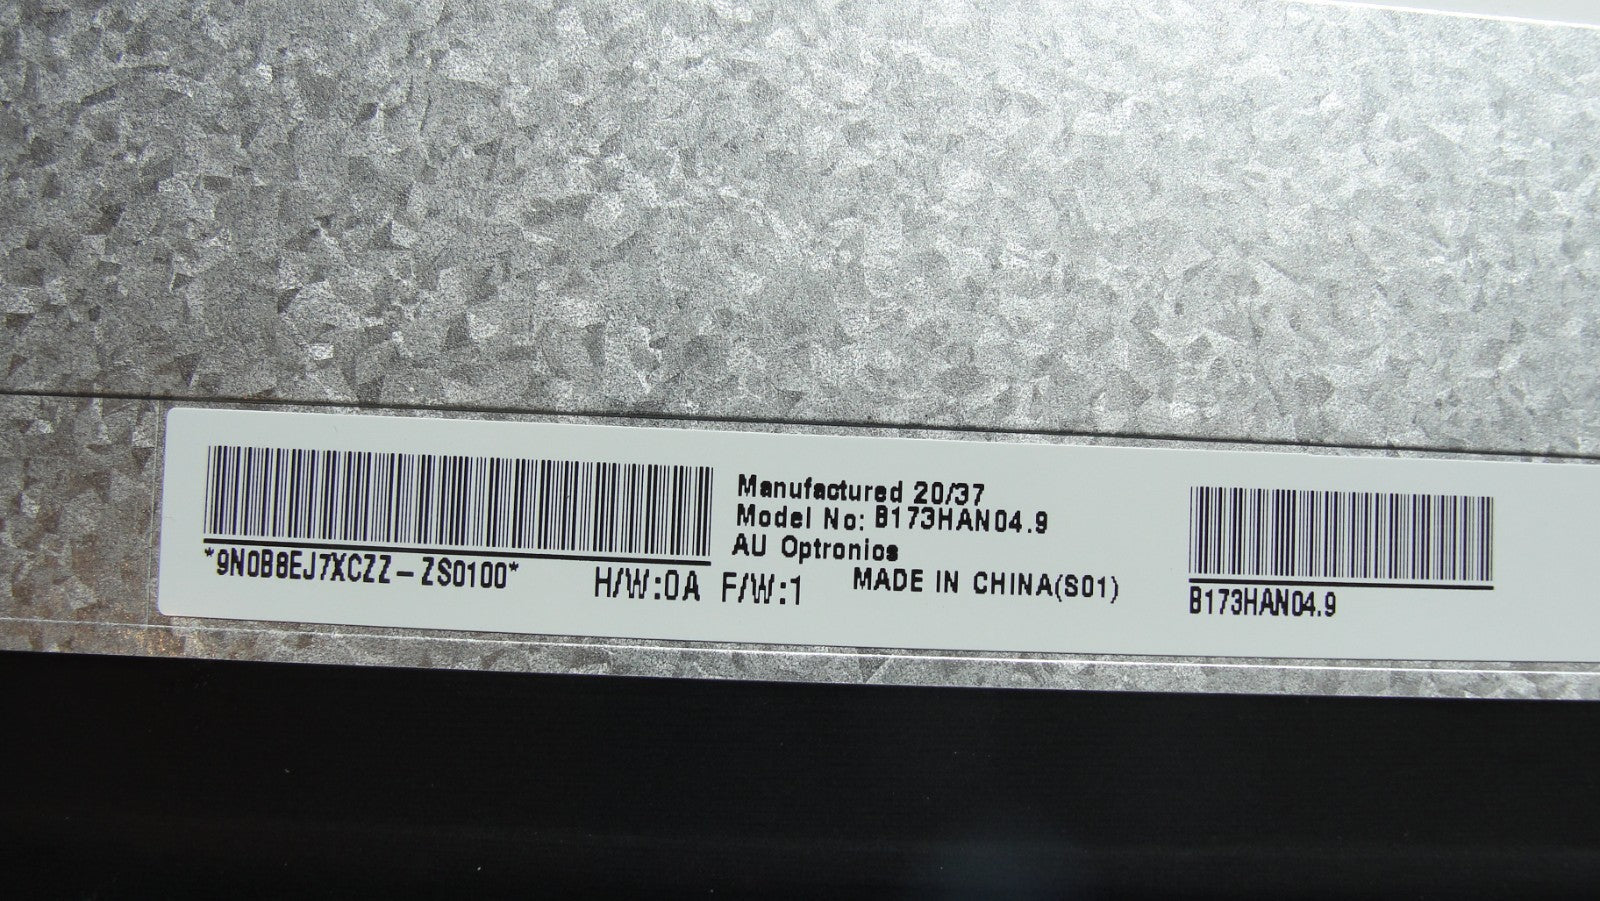 *9N0B8EJ7XCZZ-ZS0100*
H/W:0A F/W:1
Manufactured 20/37
Model No: B173HAN04.9
AU Optronics
MADE IN CHINA(S01)
B173HAN04.9